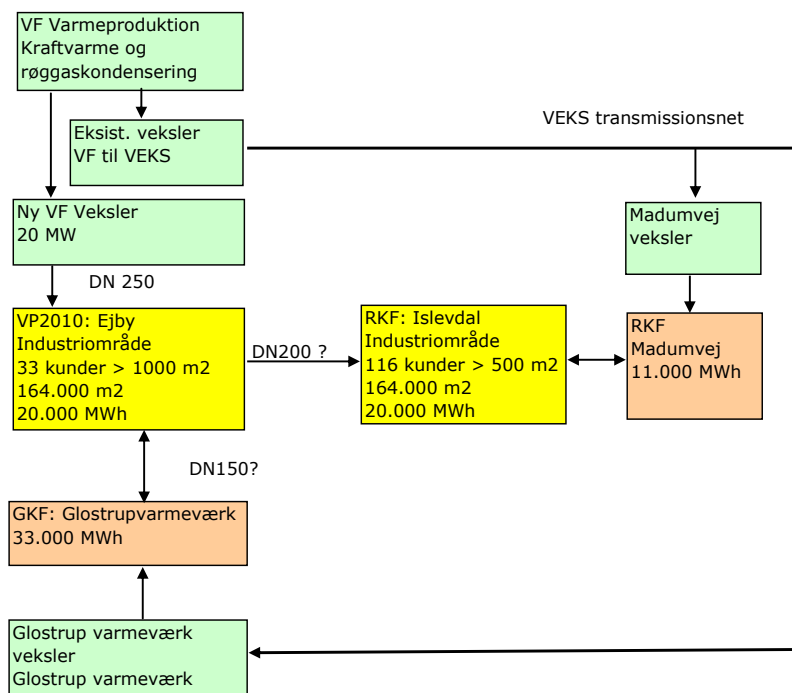 VF Varmeproduktion
Kraftvarme og
røggaskondensering
Eksist. veksler
VF til VEKS
VEKS transmissionsnet
Ny VF Veksler
20 MW
Madumvej
veksler
DN 250
VP2010: Ejby
Industriområde
33 kunder > 1000 m2
164.000 m2
20.000 MWh
DN200 ?
RKF: Islevdal
Industriområde
116 kunder > 500 m2
164.000 m2
20.000 MWh
RKF
Madumvej
11.000 MWh
DN150?
GKF: Glostrupvarmeværk
33.000 MWh
Glostrup varmeværk
veksler
Glostrup varmeværk